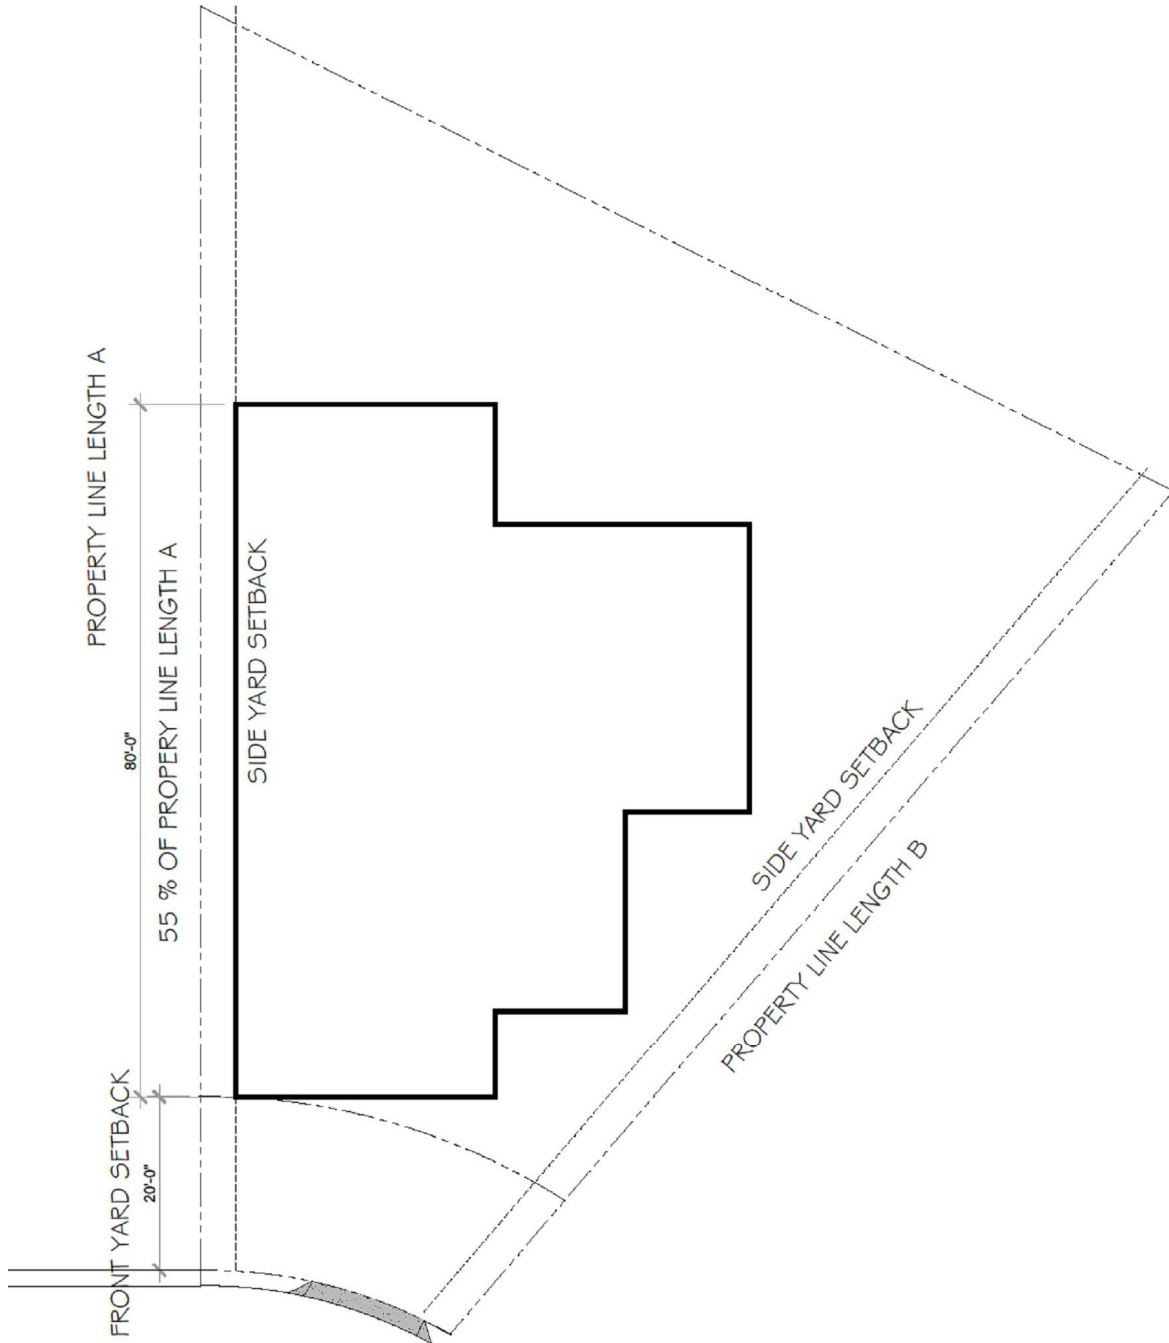 PROPERTY LINE LENGTH A
80'-0"
55 % OF PROPERY LINE LENGTH A
SIDE YARD SETBACK
SIDE YARD SETBACK
PROPERTY LINE LENGTH B
FRONT YARD SETBACK
20'-0"